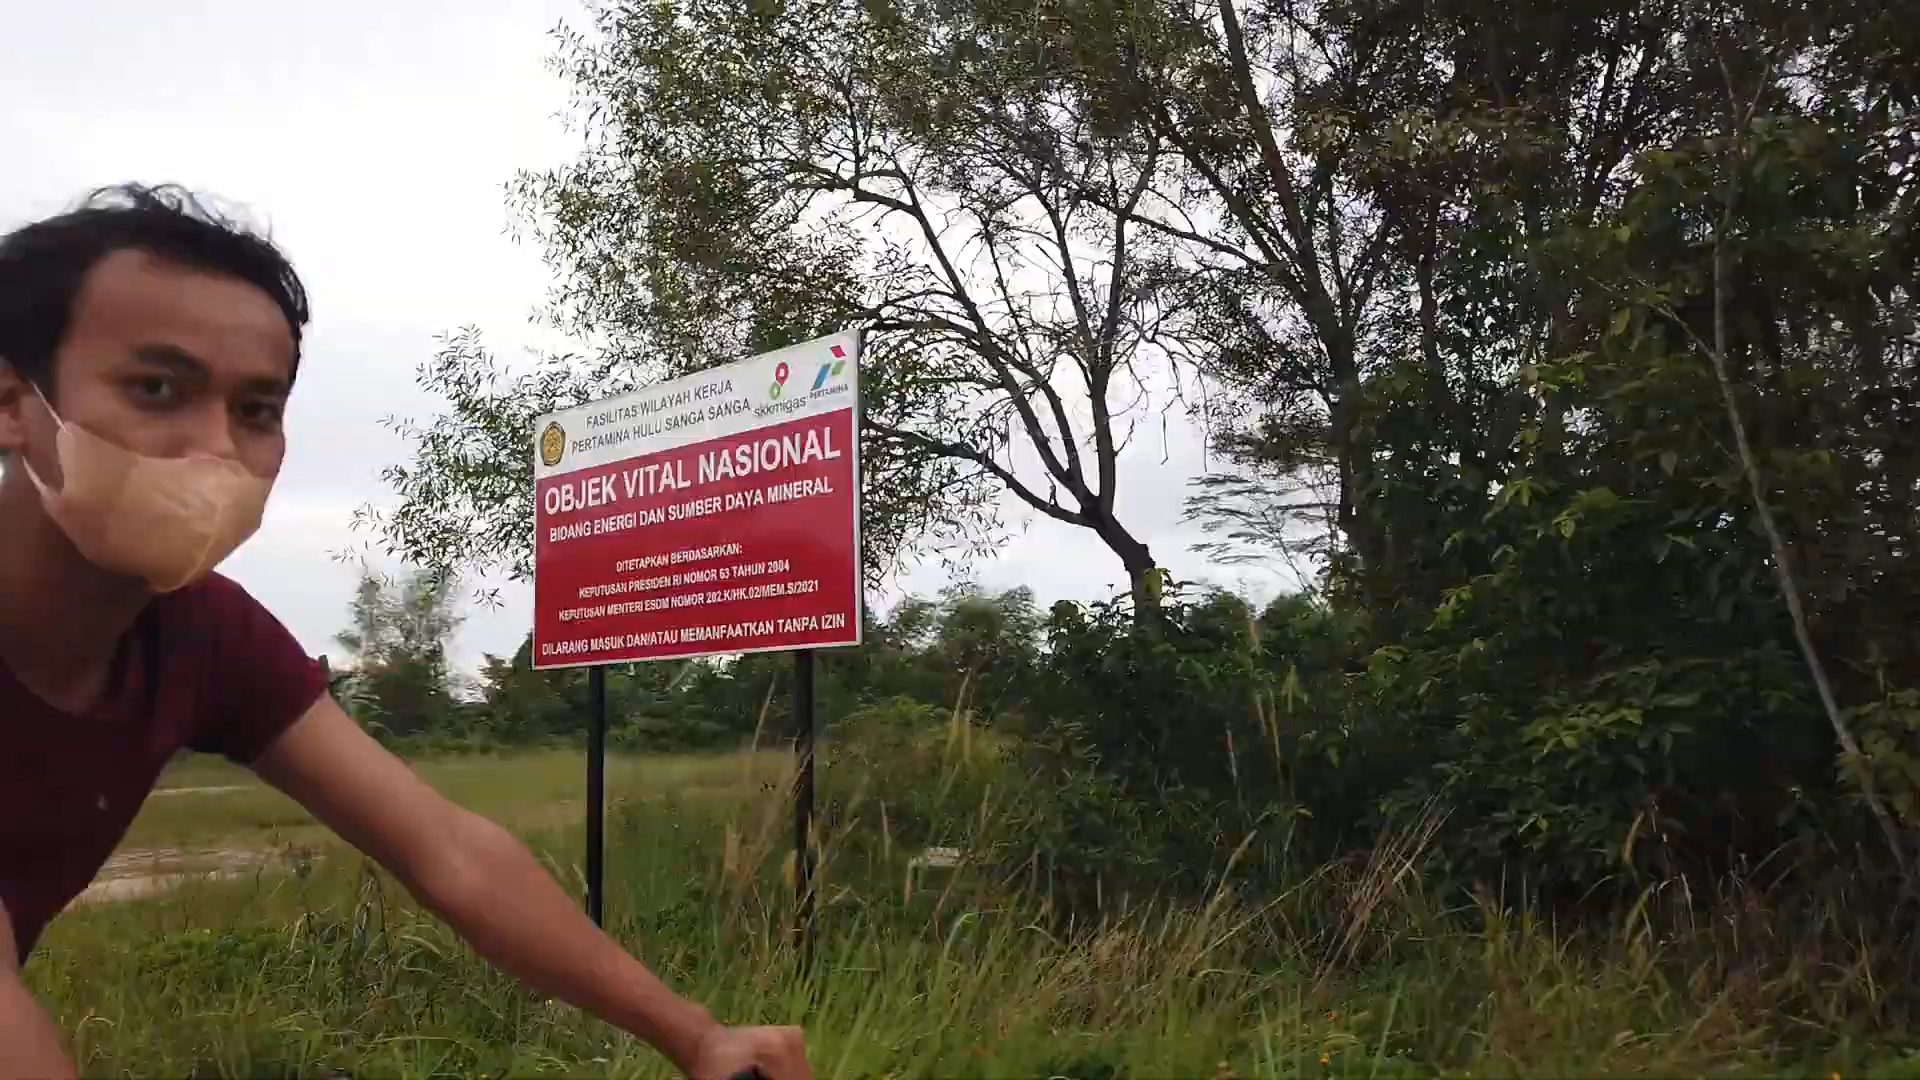 FASILITAS WILAYAH KERJA
PERTAMINA HULU SANGA SANGA
skkmigas
PERTAMINA
OBJEK VITAL NASIONAL
BIDANG ENERGI DAN SUMBER DAYA MINERAL
DITETAPKAN BERDASARKAN:
KEPUTUSAN PRESIDEN RI NOMOR 63 TAHUN 2004
KEPUTUSAN MENTERI ESDM NOMOR 202.K/HK.02/MEM.S/2021
DILARANG MASUK DAN/ATAU MEMANFAATKAN TANPA IZIN